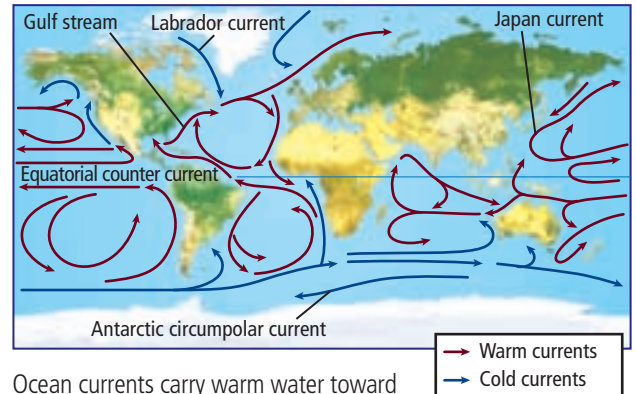 Gulf stream
Labrador current
Japan current
Equatorial counter current
Antarctic circumpolar current
Warm currents
Cold currents
Ocean currents carry warm water toward